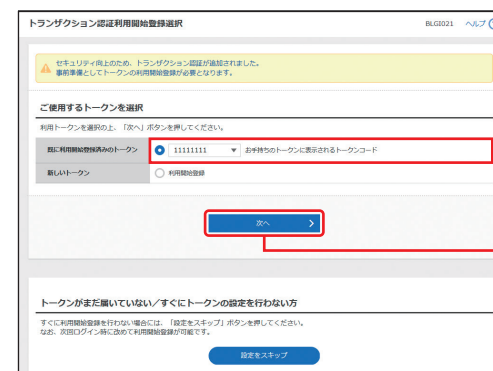 トランザクション認証利用開始登録選択
BLGI021 ヘルプ
セキュリティ向上のため、トランザクション認証が追加されました。
事前準備としてトークンの利用開始登録が必要となります。
ご使用するトークンを選択
利用トークンを選択の上、「次へ」ボタンを押してください。
既に利用開始登録済みのトークン 11111111 お手持ちのトークンに表示されるトークンコード
新しいトークン 利用開始登録
次へ
トークンがまだ届いていない/すぐにトークンの設定を行わない方
すぐに利用開始登録を行わない場合には、「設定をスキップ」ボタンを押してください。
なお、次回ログイン時に改めて利用開始登録が可能です。
設定をスキップ